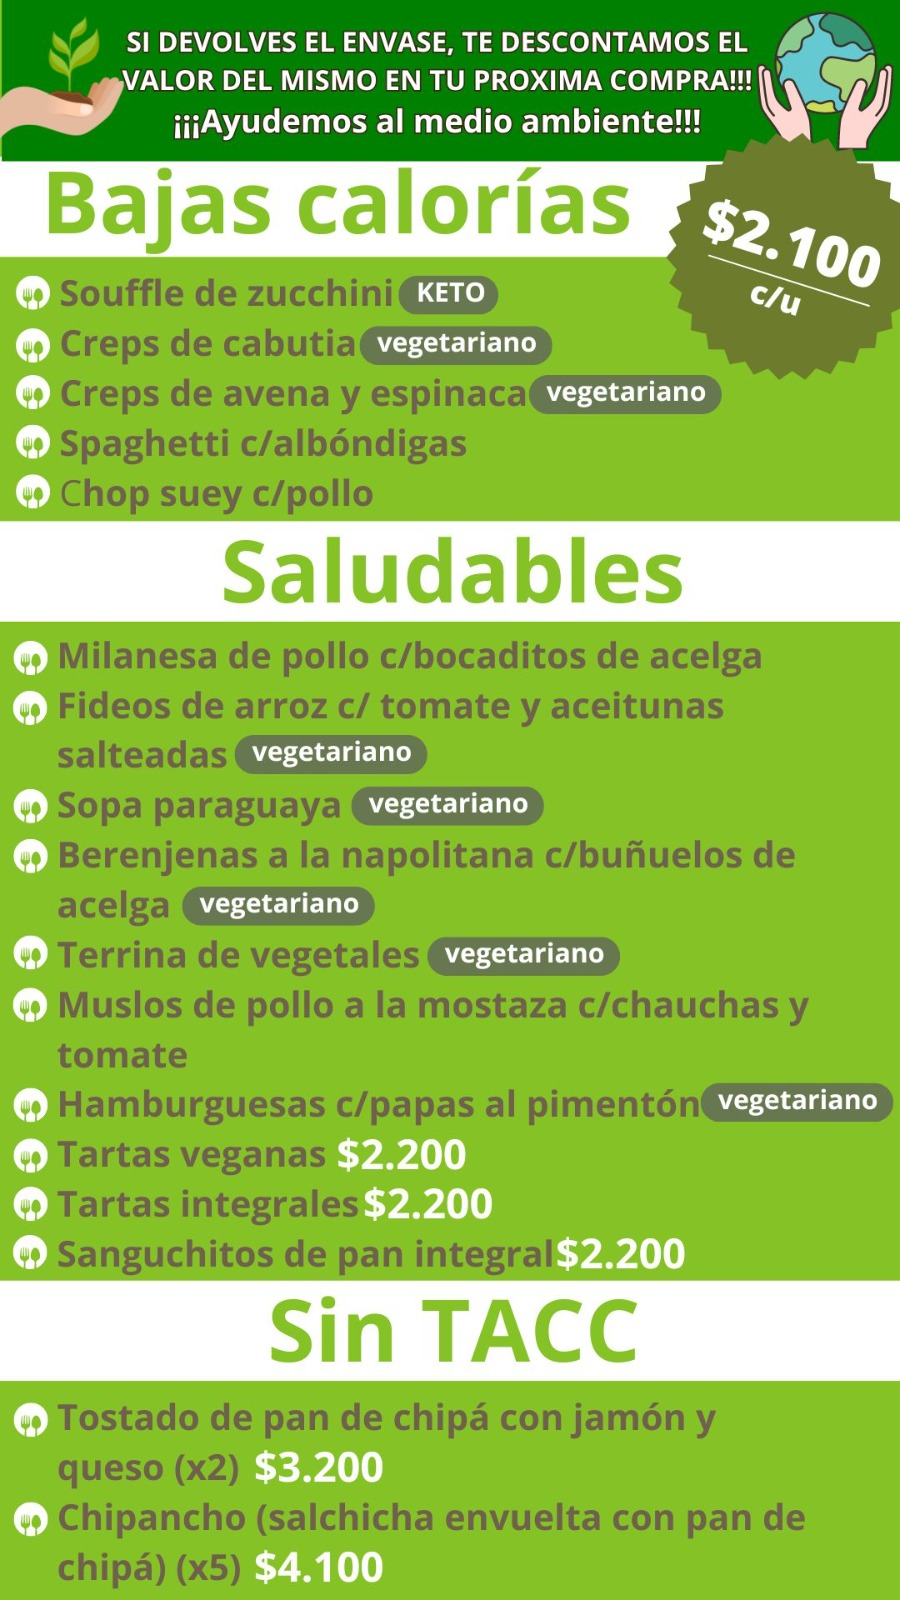 SI DEVOLVES EL ENVASE, TE DESCONTAMOS EL
VALOR DEL MISMO EN TU PROXIMA COMPRA!!!
¡¡¡Ayudemos al medio ambiente!!!
Bajas calorías
$2.100
c/u
Souffle de zucchini KETO
Creps de cabutia vegetariano
Creps de avena y espinaca vegetariano
Spaghetti c/albóndigas
Chop suey c/pollo
Saludables
Milanesa de pollo c/bocaditos de acelga
Fideos de arroz c/ tomate y aceitunas
salteadas vegetariano
Sopa paraguaya vegetariano
Berenjenas a la napolitana c/buñuelos de
acelga vegetariano
Terrina de vegetales vegetariano
Muslos de pollo a la mostaza c/chauchas y
tomate
Hamburguesas c/papas al pimentón vegetariano
Tartas veganas $2.200
Tartas integrales $2.200
Sanguchitos de pan integral $2.200
Sin TACC
Tostado de pan de chipá con jamón y
queso (x2) $3.200
Chipancho (salchicha envuelta con pan de
chipá) (x5) $4.100